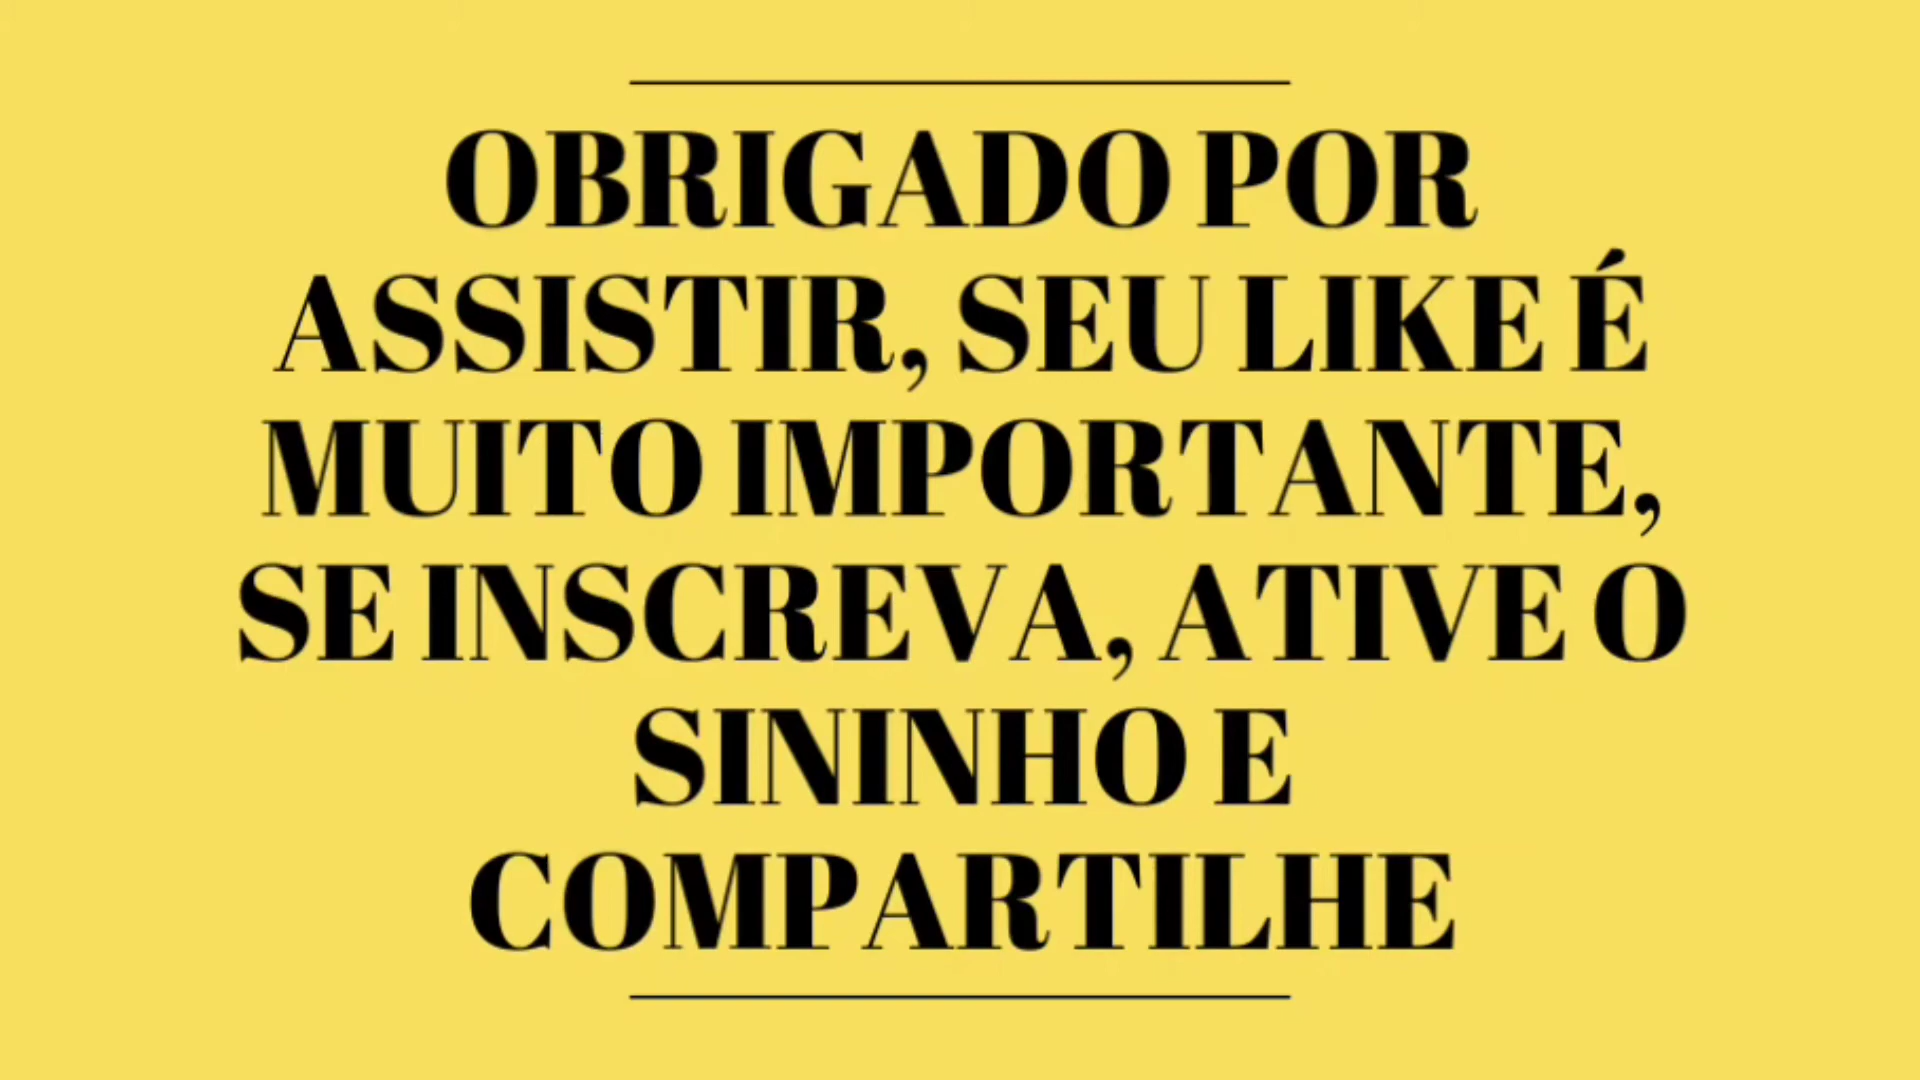 OBRIGADO POR
ASSISTIR, SEU LIKE É
MUITO IMPORTANTE,
SE INSCREVA, ATIVE O
SININHO E
COMPARTILHE